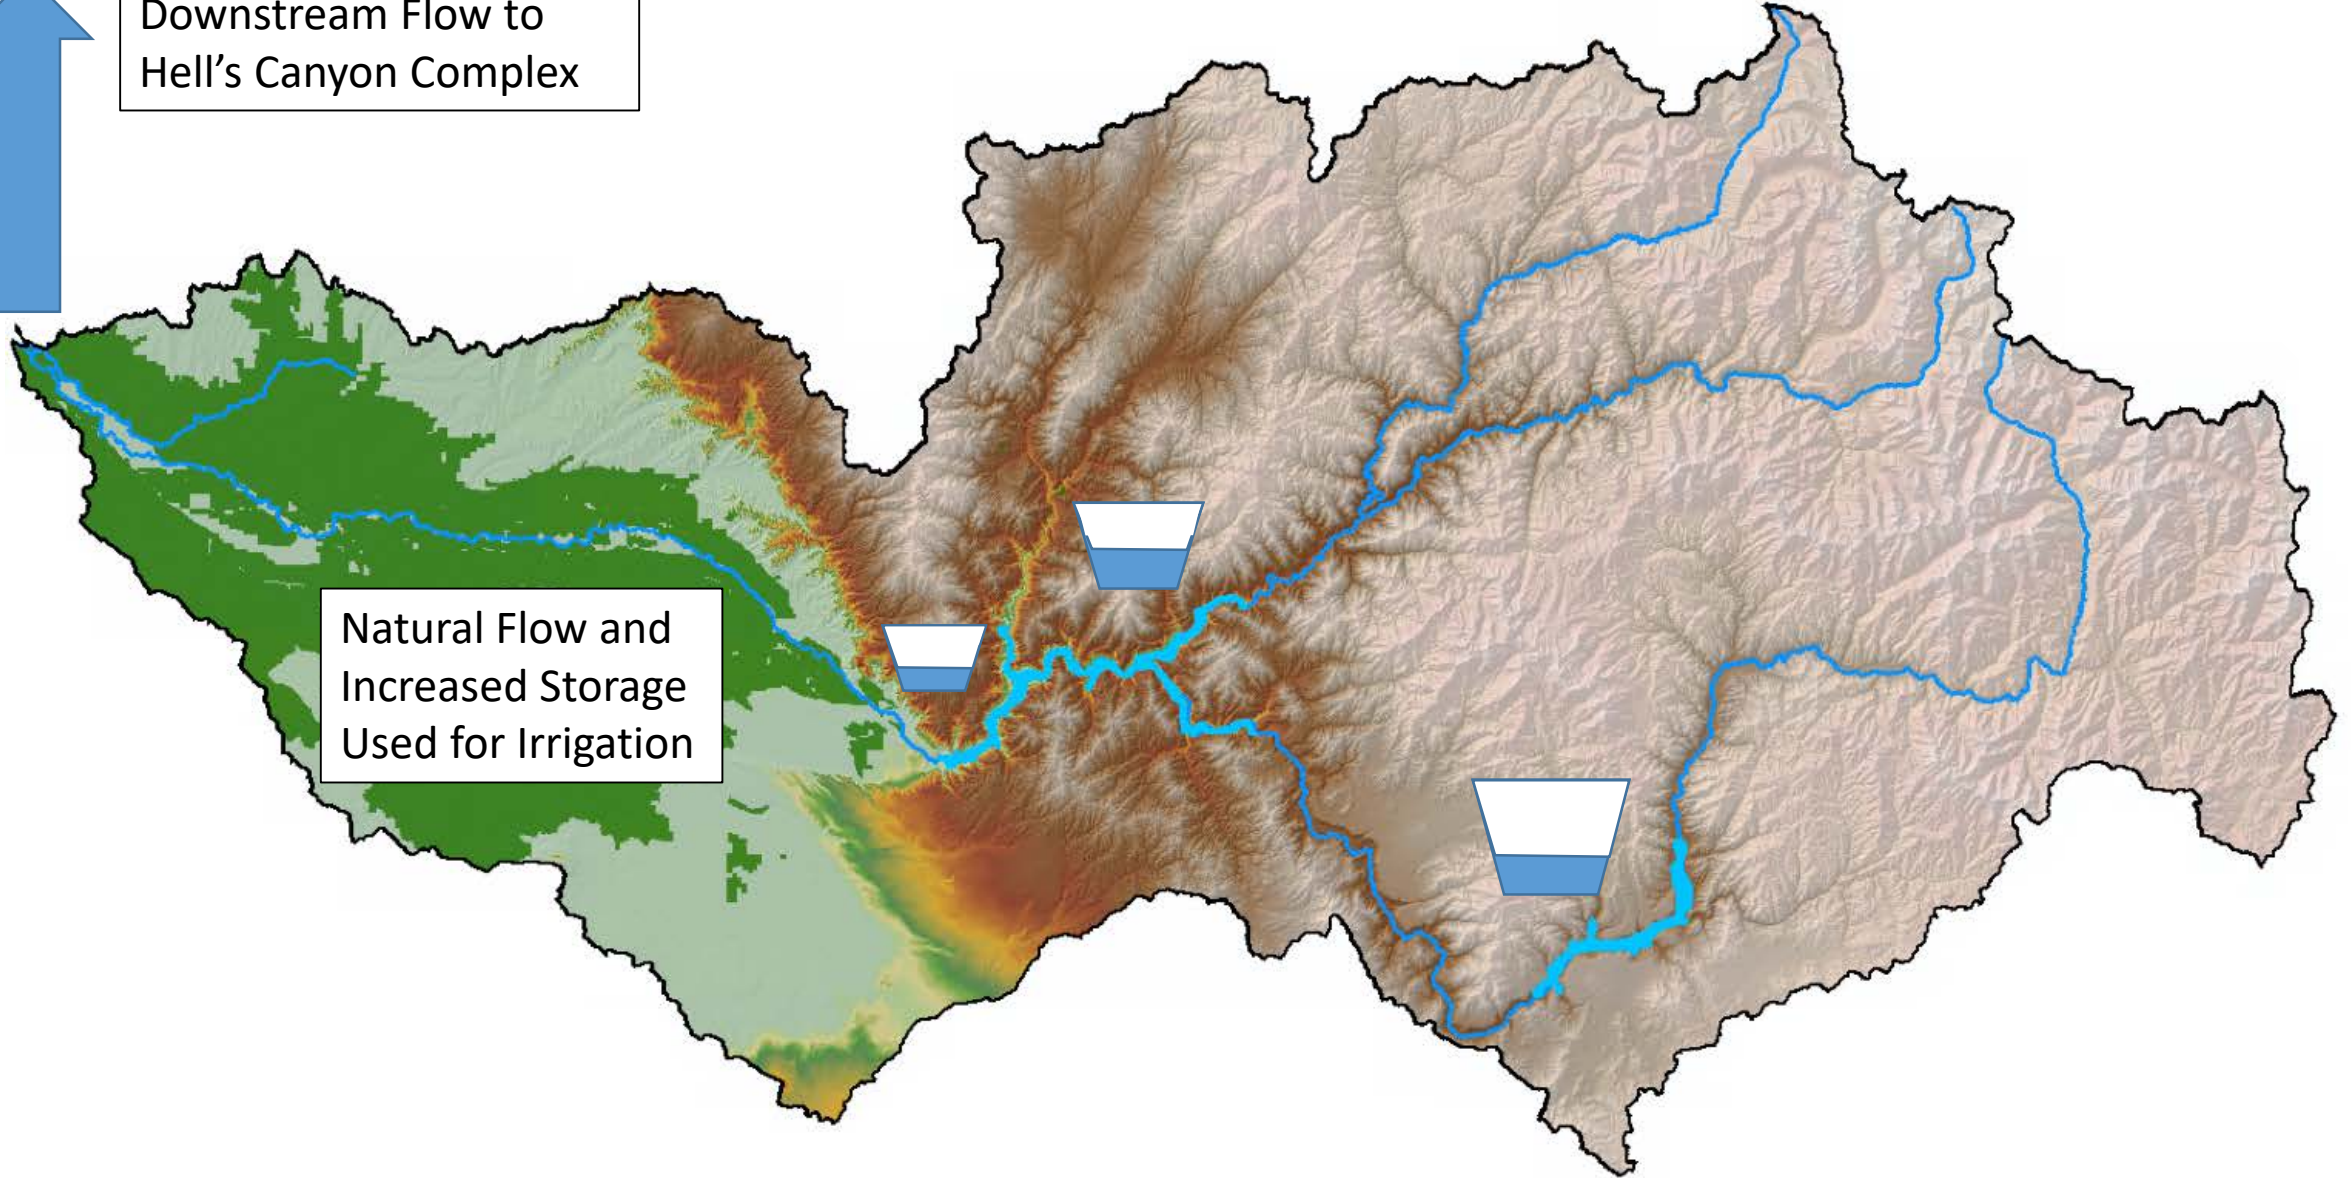 Downstream Flow to
Hell’s Canyon Complex
Natural Flow and
Increased Storage
Used for Irrigation